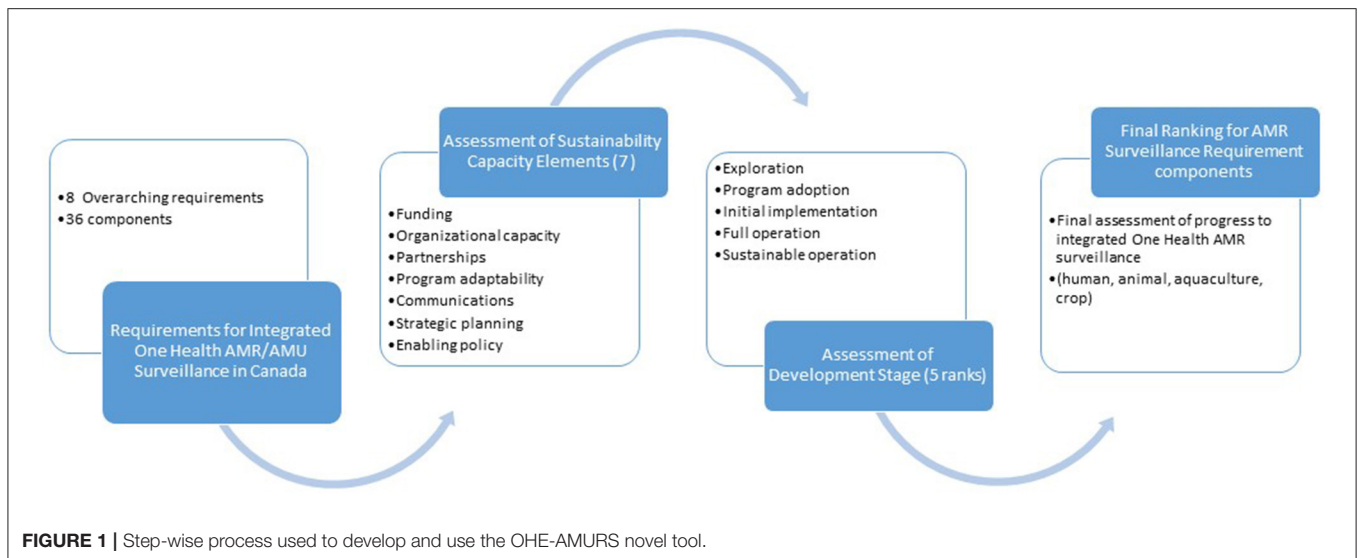 •8 Overarching requirements
•36 components
Requirements for Integrated
One Health AMR/AMU
Surveillance in Canada
Assessment of Sustainability
Capacity Elements (7 )
•Funding
•Organizational capacity
•Partnerships
•Program adaptability
•Communications
•Strategic planning
•Enabling policy
•Exploration
•Program adoption
•Initial implementation
•Full operation
•Sustainable operation
Assessment of
Development Stage (5 ranks)
Final Ranking for AMR
Surveillance Requirement
components
•Final assessment of progress to
integrated One Health AMR
surveillance
•(human, animal, aquaculture,
crop)
FIGURE 1 | Step-wise process used to develop and use the OHE-AMURS novel tool.